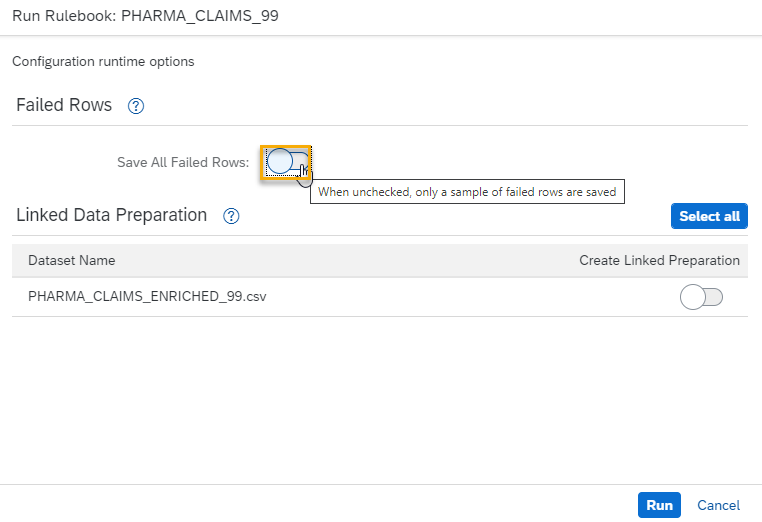 Run Rulebook: PHARMA_CLAIMS_99
Configuration runtime options
Failed Rows ?
Save All Failed Rows:
When unchecked, only a sample of failed rows are saved
Linked Data Preparation ? Select all
Dataset Name Create Linked Preparation
PHARMA_CLAIMS_ENRICHED_99.csv
Run Cancel